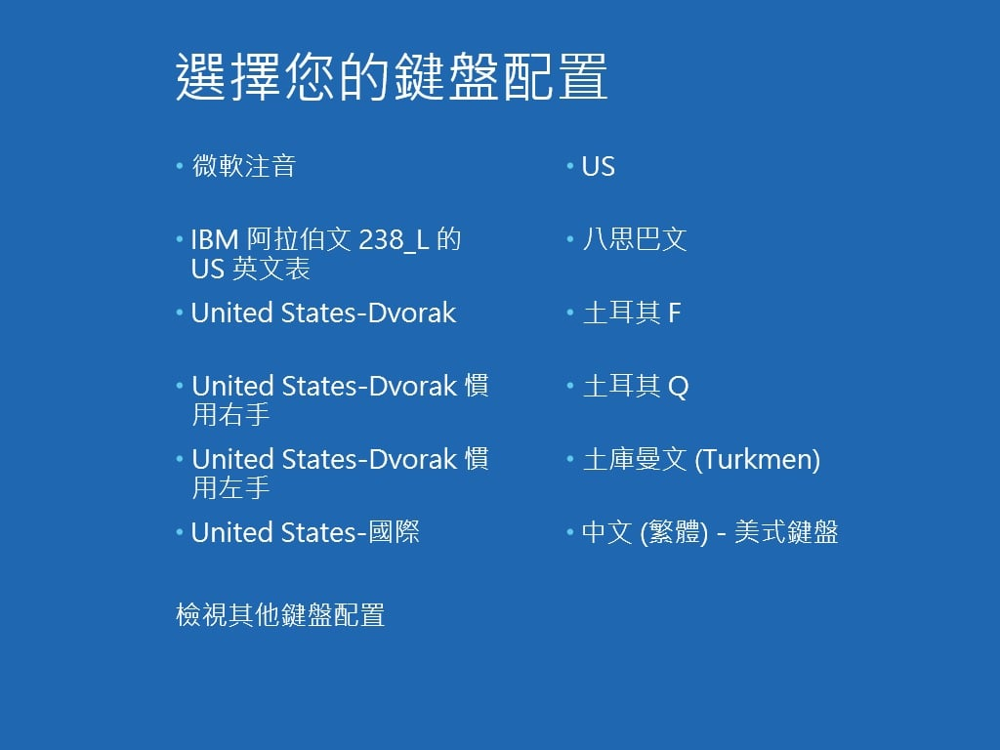 選擇您的鍵盤配置
• 微軟注音
• IBM 阿拉伯文 238_L 的
US 英文表
• United States-Dvorak
• United States-Dvorak 慣
用右手
• United States-Dvorak 慣
用左手
• United States-國際
• US
• 八思巴文
• 土耳其 F
• 土耳其 Q
• 土庫曼文 (Turkmen)
• 中文 (繁體) - 美式鍵盤
檢視其他鍵盤配置